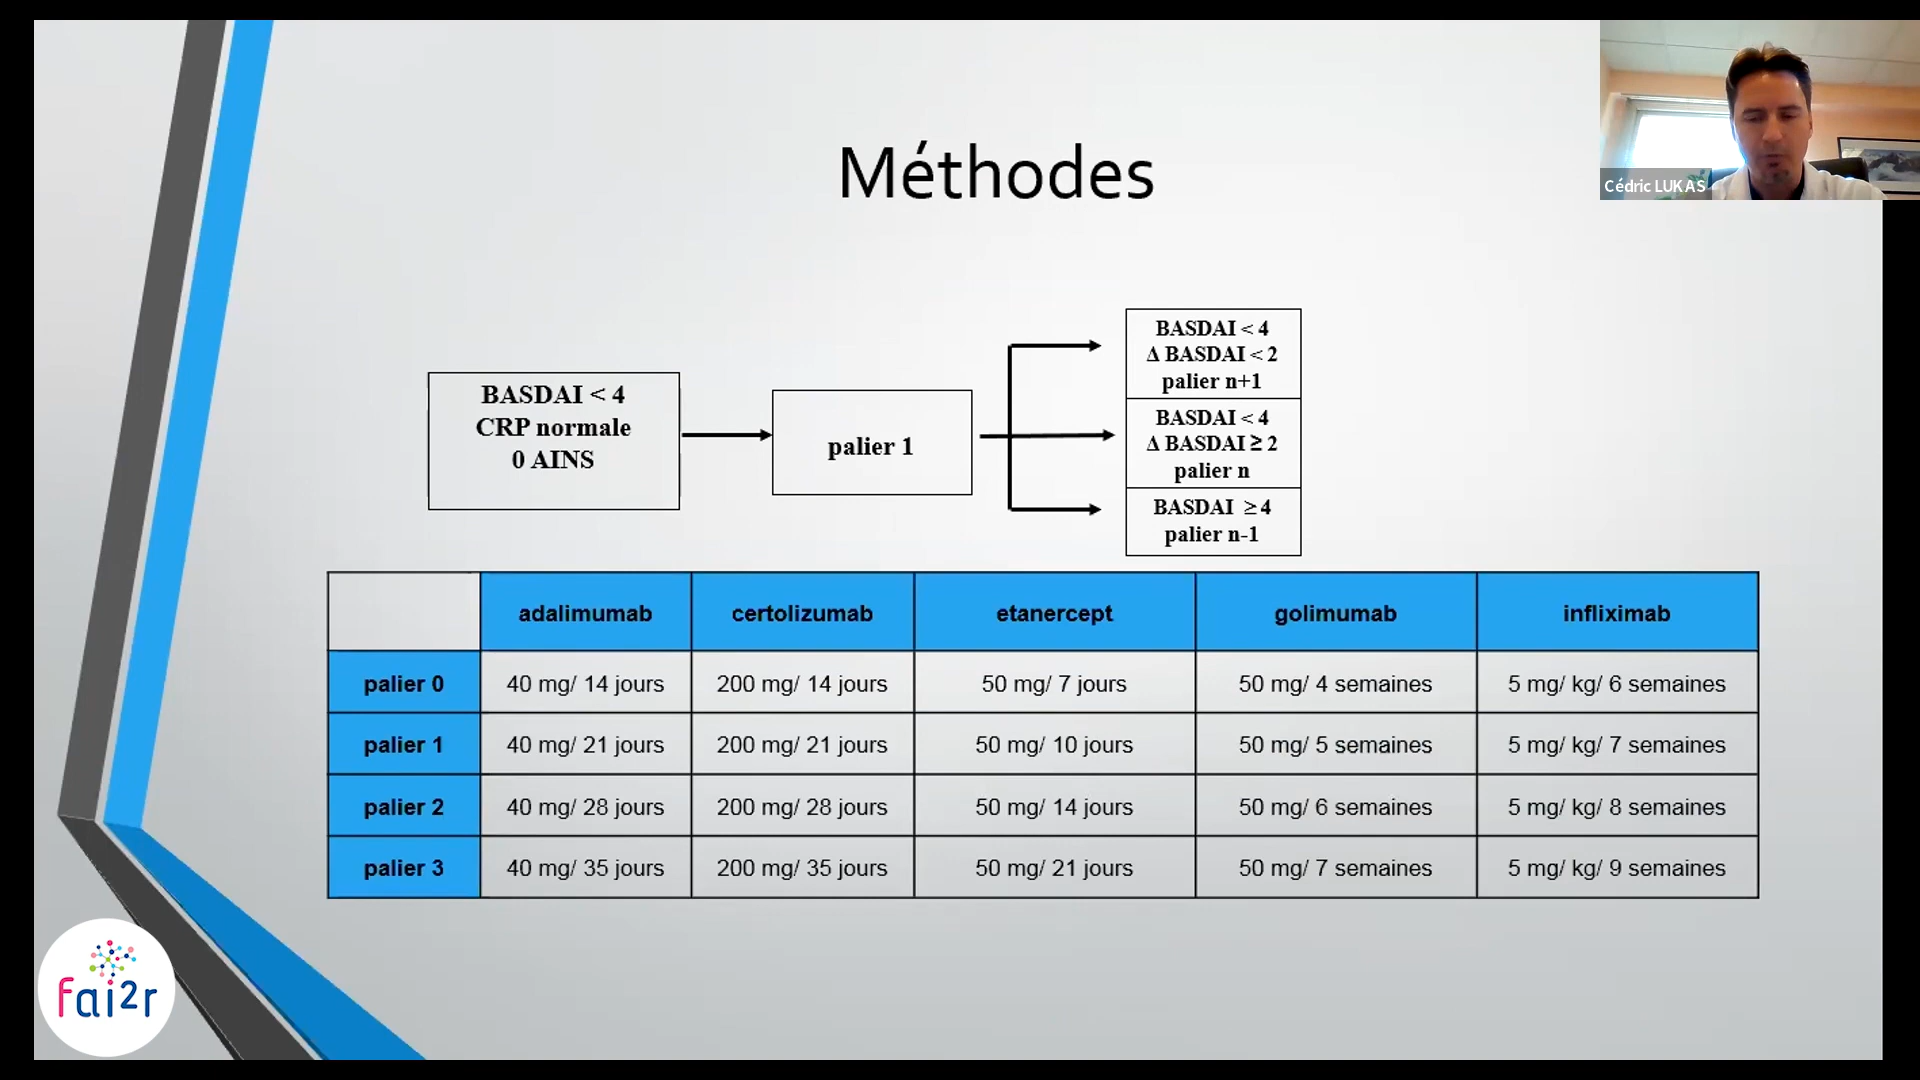 Méthodes
Cédric LUKAS
BASDAI < 4
CRP normale
0 AINS
palier 1
BASDAI < 4
Δ BASDAI < 2
palier n+1
BASDAI < 4
Δ BASDAI ≥ 2
palier n
BASDAI ≥ 4
palier n-1
adalimumab certolizumab etanercept golimumab infliximab
palier 0 40 mg/ 14 jours 200 mg/ 14 jours 50 mg/ 7 jours 50 mg/ 4 semaines 5 mg/ kg/ 6 semaines
palier 1 40 mg/ 21 jours 200 mg/ 21 jours 50 mg/ 10 jours 50 mg/ 5 semaines 5 mg/ kg/ 7 semaines
palier 2 40 mg/ 28 jours 200 mg/ 28 jours 50 mg/ 14 jours 50 mg/ 6 semaines 5 mg/ kg/ 8 semaines
palier 3 40 mg/ 35 jours 200 mg/ 35 jours 50 mg/ 21 jours 50 mg/ 7 semaines 5 mg/ kg/ 9 semaines
fai2r